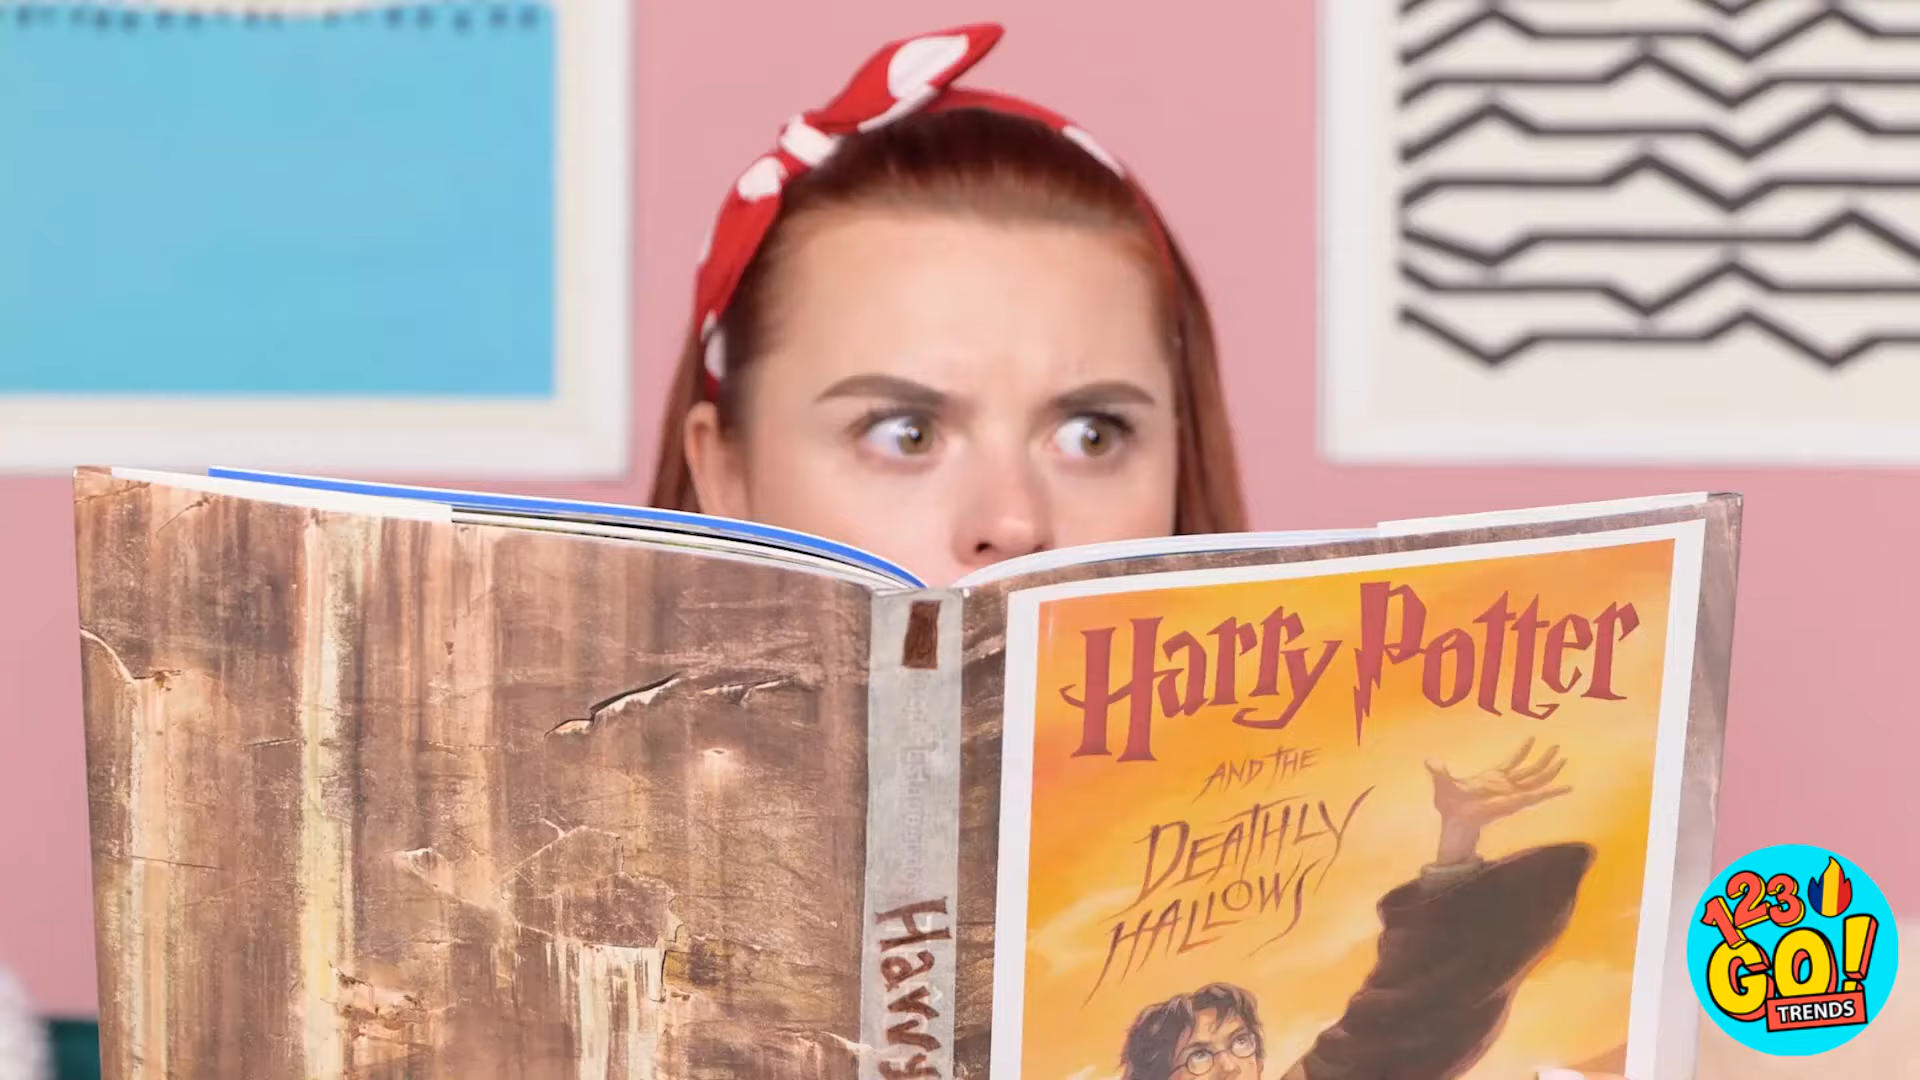 Harry Potter
AND THE
DEATHLY
HALLOWS
Harry
123
GO!
TRENDS